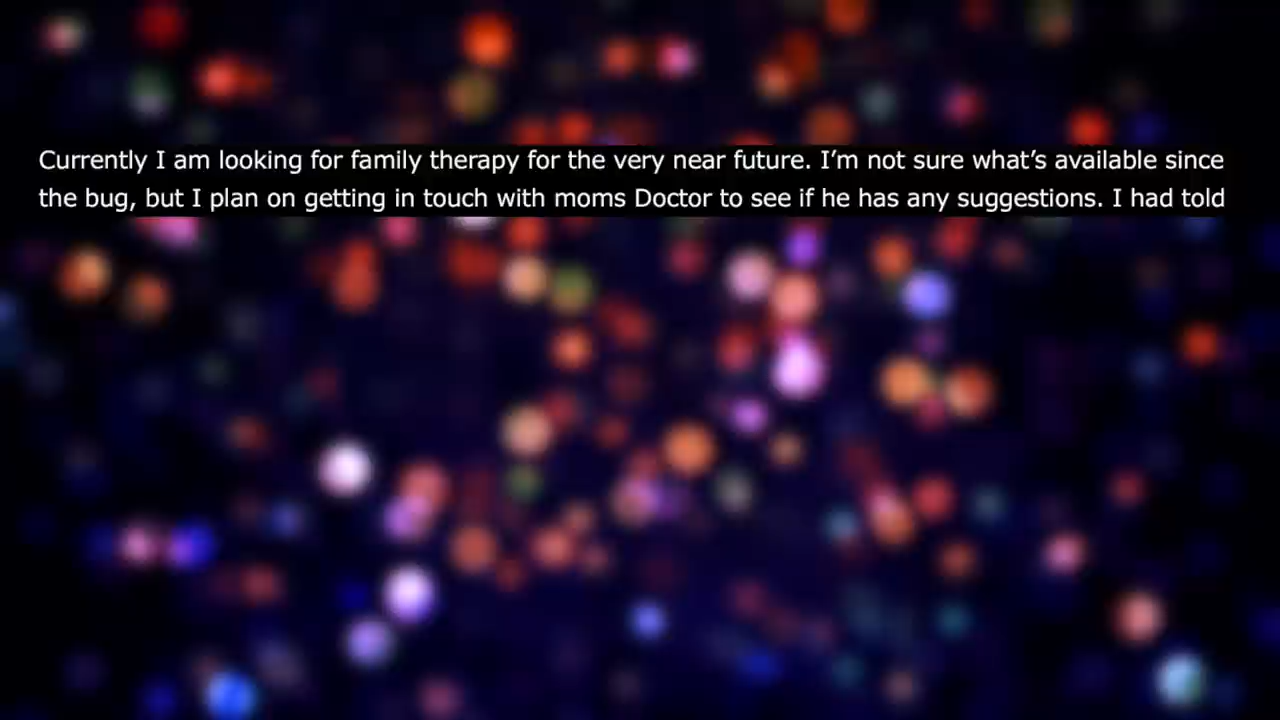 Currently I am looking for family therapy for the very near future. I’m not sure what’s available since
the bug, but I plan on getting in touch with moms Doctor to see if he has any suggestions. I had told